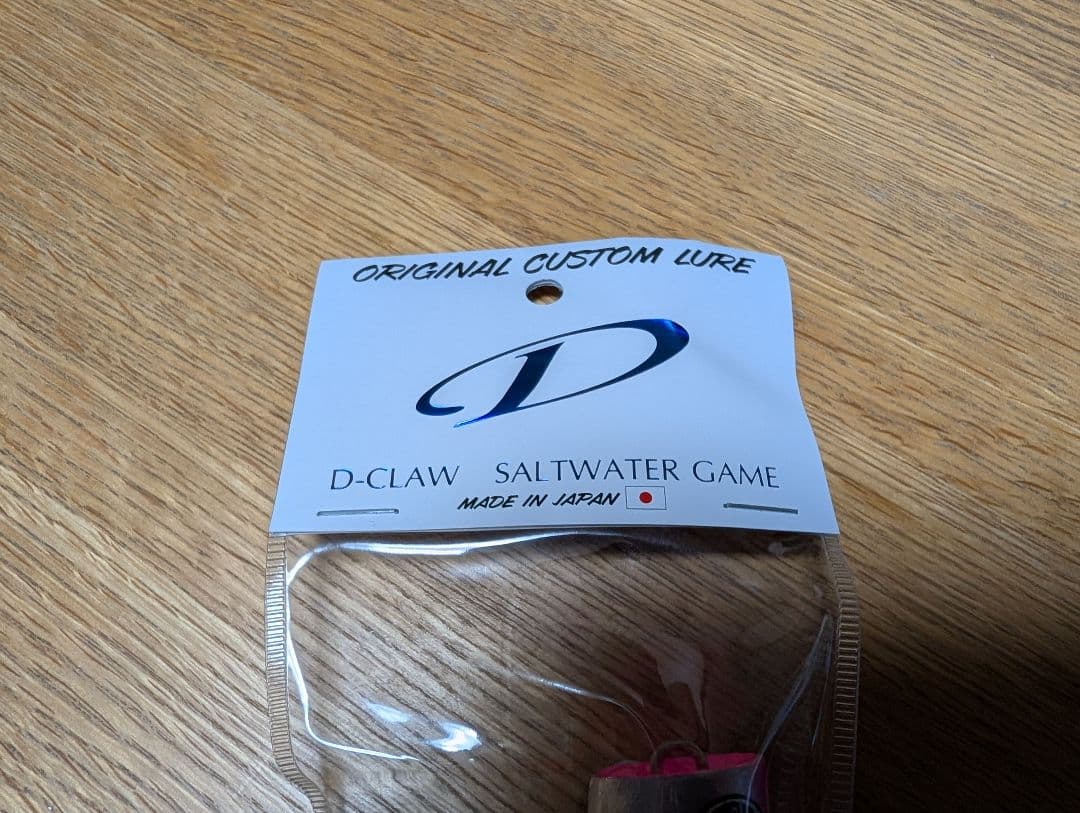 ORIGINAL CUSTOM LURE
D
D-CLAW SALTWATER GAME
MADE IN JAPAN